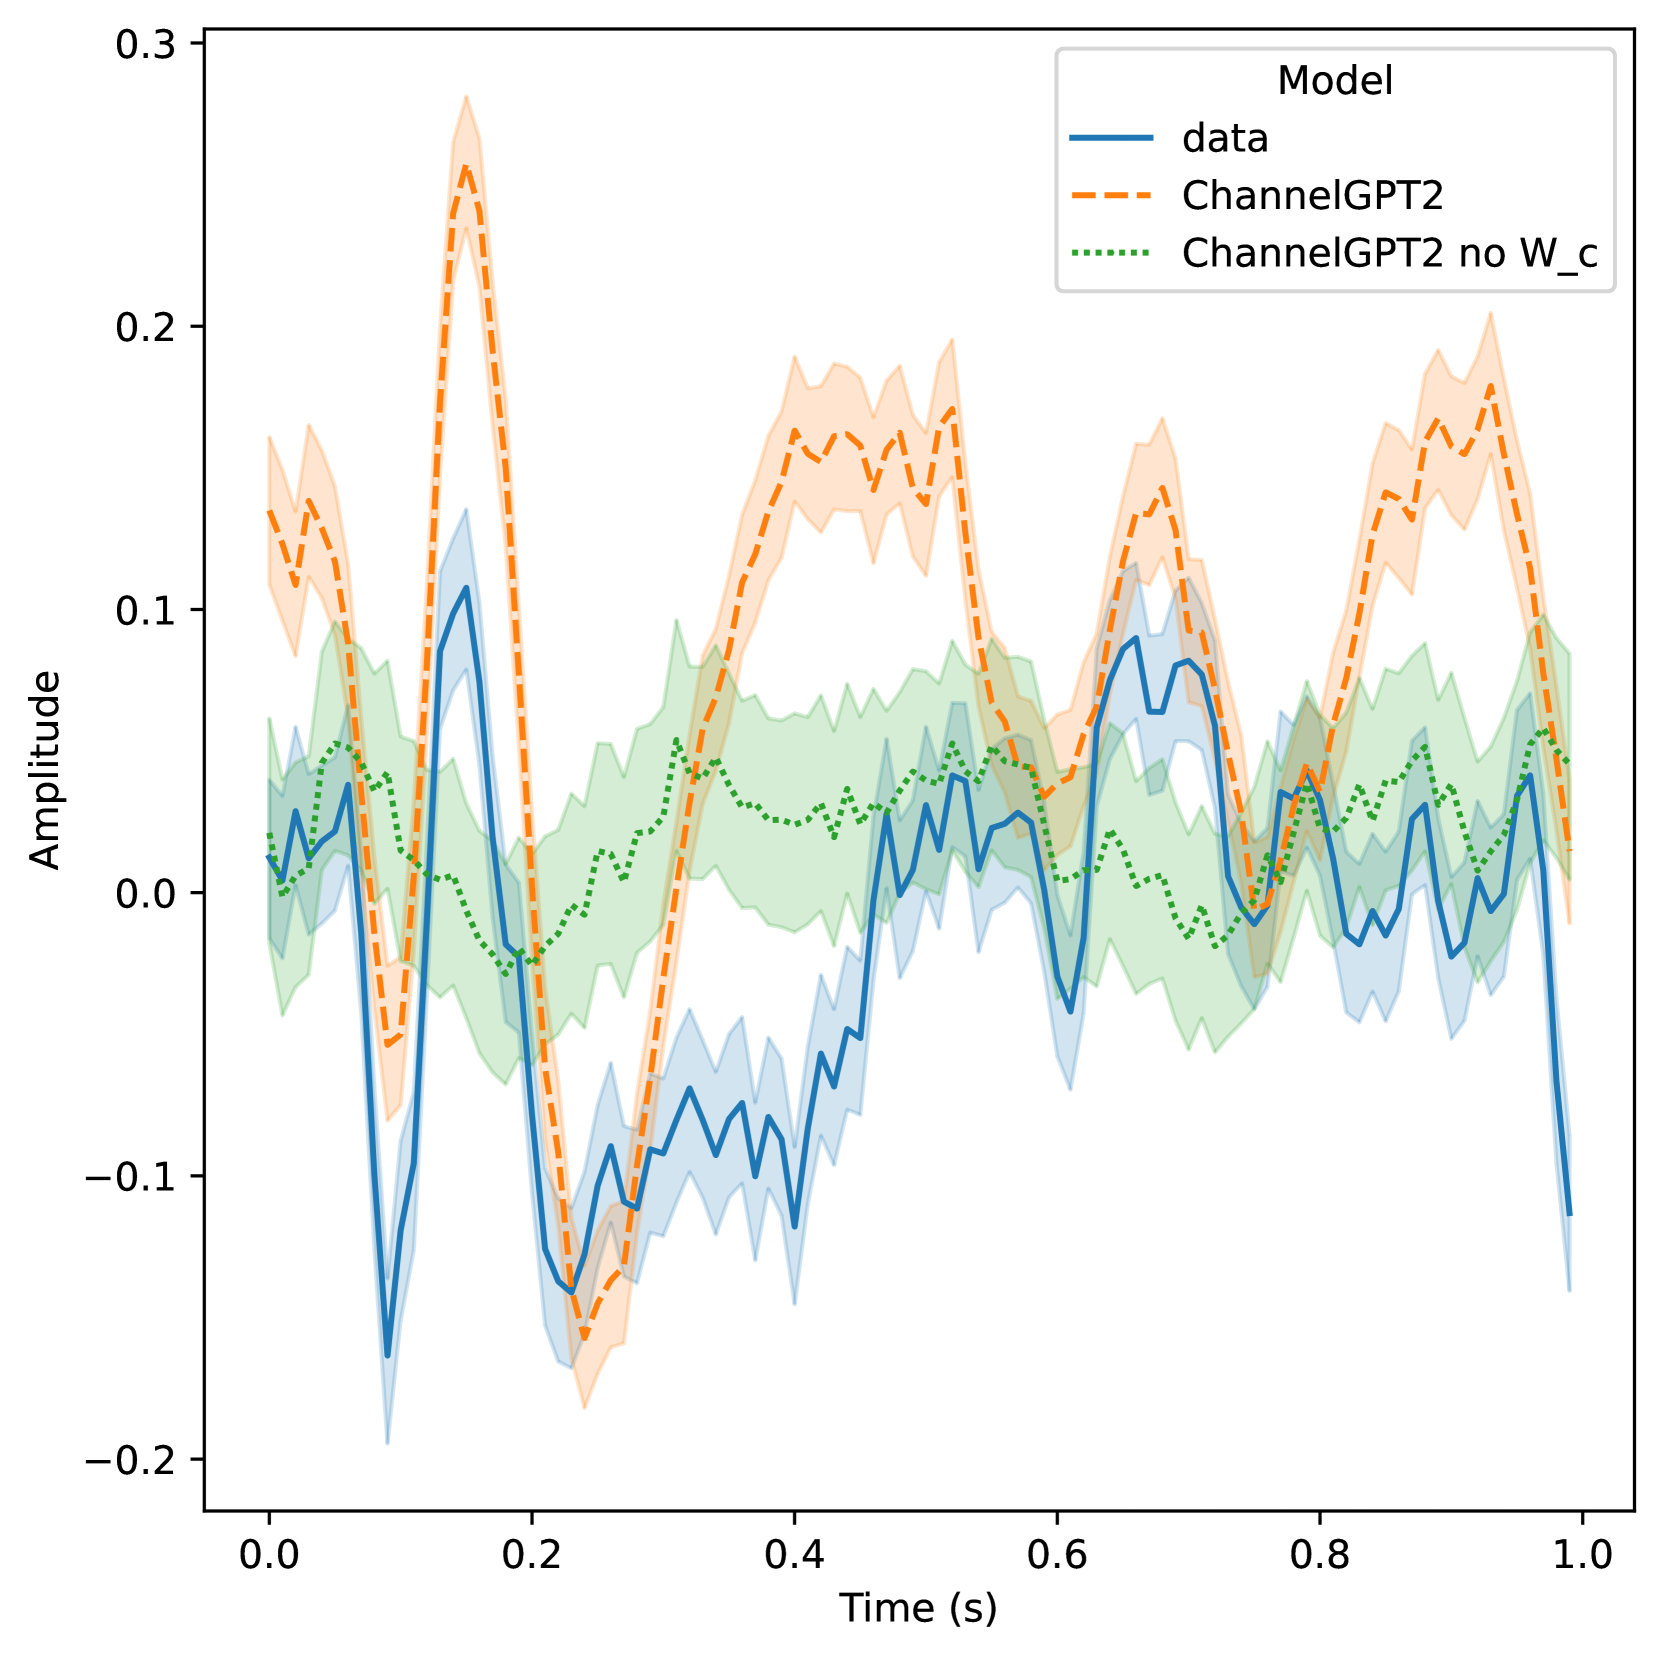 0.3
0.2
0.1
0.0
−0.1
−0.2
Amplitude
Model
data
ChannelGPT2
ChannelGPT2 no W_c
0.0 0.2 0.4 0.6 0.8 1.0
Time (s)